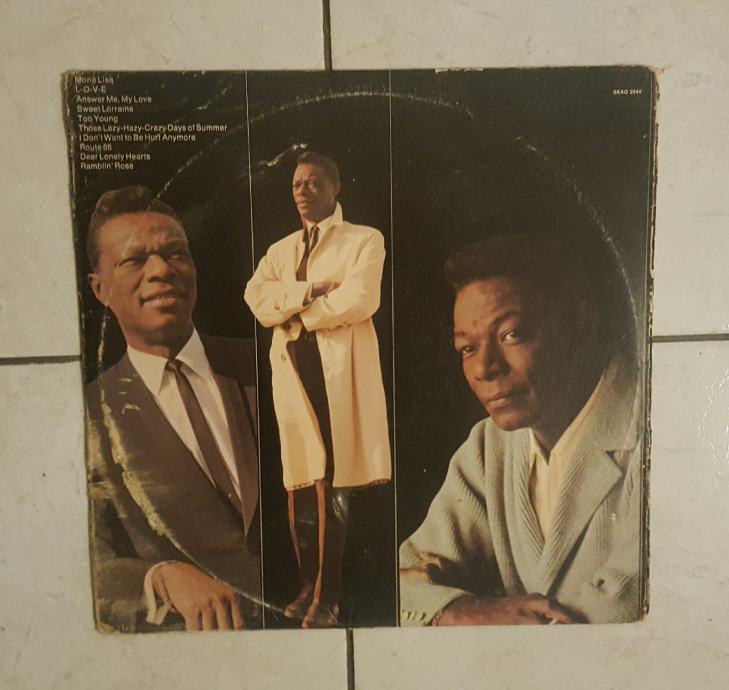 Mona Lisa
L-O-V-E
Answer Me, My Love
Sweet Lorraine
Too Young
Those Lazy-Hazy-Crazy Days of Summer
I Don't Want to Be Hurt Anymore
Route 66
Dear Lonely Hearts
Ramblin' Rose
SKAO 2944